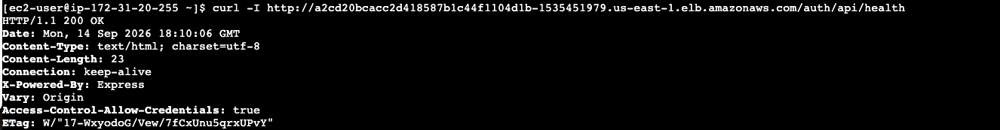 [ec2-user@ip-172-31-20-255 ~]$ curl -I http://a2cd20bcacc2d418587b1c44f1104d1b-1535451979.us-east-1.elb.amazonaws.com/auth/api/health
HTTP/1.1 200 OK
Date: Mon, 14 Sep 2026 18:10:06 GMT
Content-Type: text/html; charset=utf-8
Content-Length: 23
Connection: keep-alive
X-Powered-By: Express
Vary: Origin
Access-Control-Allow-Credentials: true
ETag: W/"17-WxyodoG/Vew/7fCxUnu5qrxUPvY"